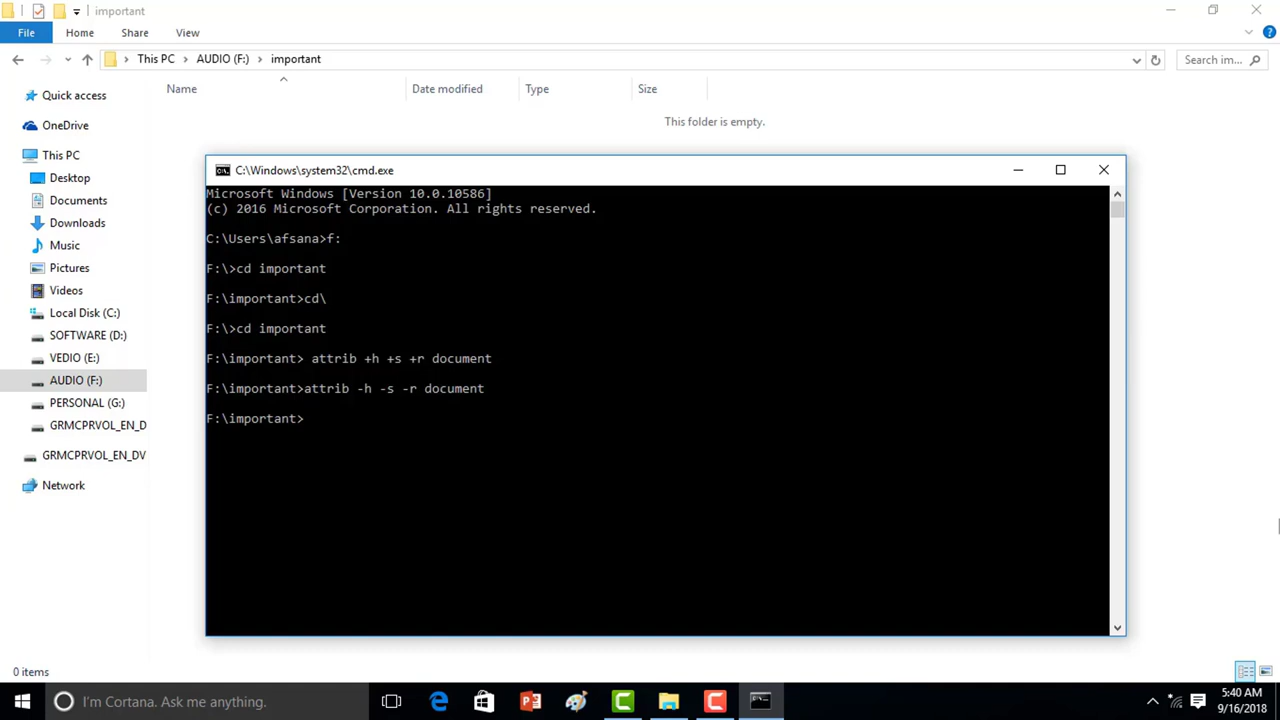 important
File
Home
Share
View
This PC
AUDIO (F:)
important
Search im...
Name
Date modified
Type
Size
This folder is empty.
Quick access
OneDrive
This PC
Desktop
Documents
Downloads
Music
Pictures
Videos
Local Disk (C:)
SOFTWARE (D:)
VEDIO (E:)
AUDIO (F:)
PERSONAL (G:)
GRMCPRVOL_EN_D
GRMCPRVOL_EN_DV
Network
C:\Windows\system32\cmd.exe
Microsoft Windows [Version 10.0.10586]
(c) 2016 Microsoft Corporation. All rights reserved.
C:\Users\afsana>f:
F:\>cd important
F:\important>cd\
F:\>cd important
F:\important> attrib +h +s +r document
F:\important>attrib -h -s -r document
F:\important>
0 items
I'm Cortana. Ask me anything.
5:40 AM
9/16/2018